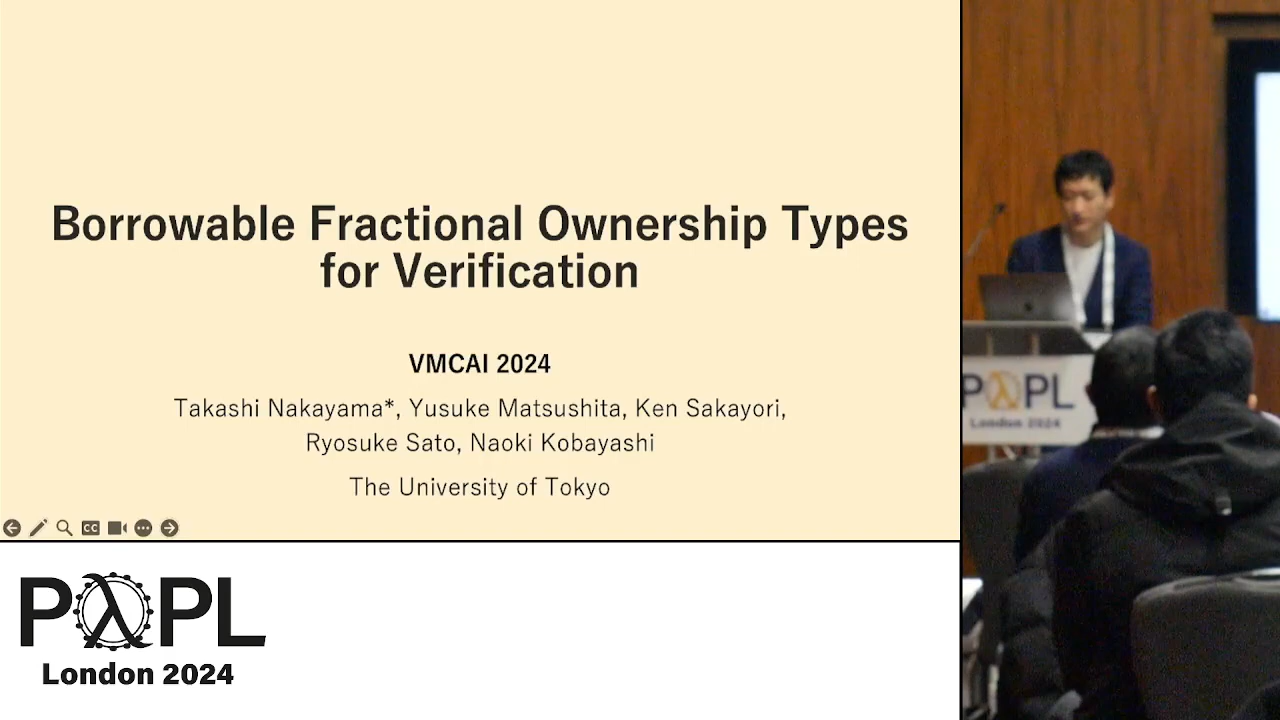 Borrowable Fractional Ownership Types
for Verification
VMCAI 2024
Takashi Nakayama*, Yusuke Matsushita, Ken Sakayori,
Ryosuke Sato, Naoki Kobayashi
The University of Tokyo
CC
PλPL
London 2024
PλPL
London 2024